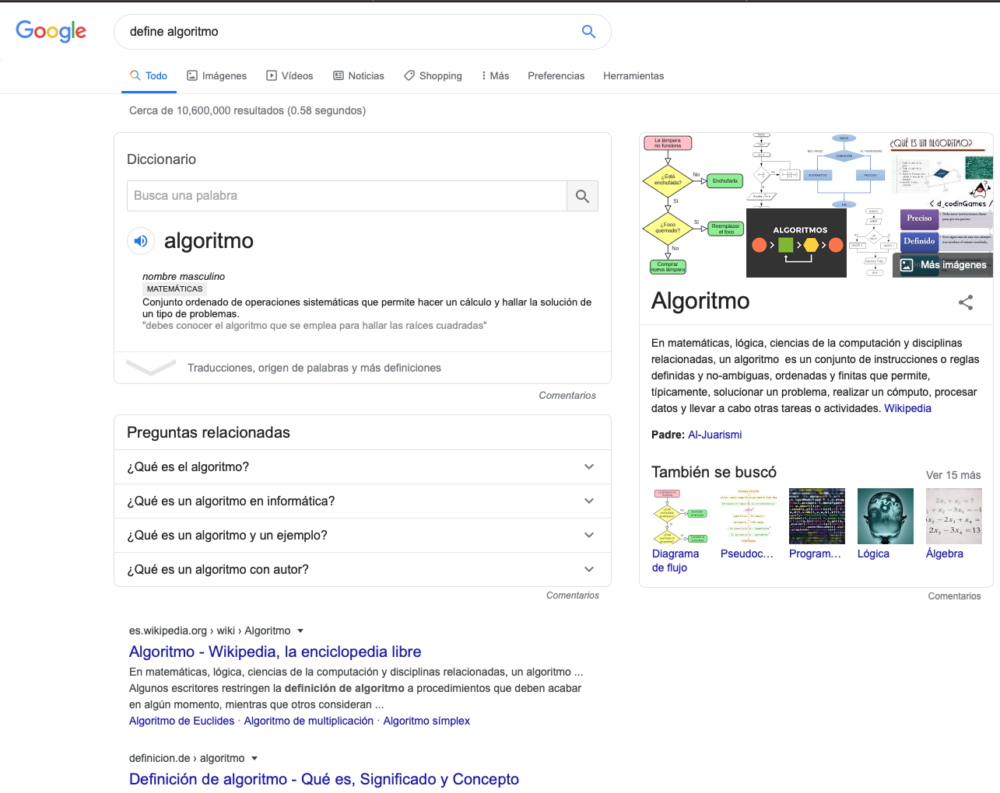 Google
define algoritmo
Todo
Imágenes
Vídeos
Noticias
Shopping
Más
Preferencias
Herramientas
Cerca de 10,600,000 resultados (0.58 segundos)
Diccionario
Busca una palabra
algoritmo
nombre masculino
MATEMÁTICAS
Conjunto ordenado de operaciones sistemáticas que permite hacer un cálculo y hallar la solución de
un tipo de problemas.
"debes conocer el algoritmo que se emplea para hallar las raíces cuadradas"
Traducciones, origen de palabras y más definiciones
Comentarios
Preguntas relacionadas
¿Qué es el algoritmo?
¿Qué es un algoritmo en informática?
¿Qué es un algoritmo y un ejemplo?
¿Qué es un algoritmo con autor?
Comentarios
es.wikipedia.org › wiki › Algoritmo
Algoritmo - Wikipedia, la enciclopedia libre
En matemáticas, lógica, ciencias de la computación y disciplinas relacionadas, un algoritmo ...
Algunos escritores restringen la definición de algoritmo a procedimientos que deben acabar
en algún momento, mientras que otros consideran ...
Algoritmo de Euclides · Algoritmo de multiplicación · Algoritmo símplex
definicion.de › algoritmo
Definición de algoritmo - Qué es, Significado y Concepto
La lámpara
no funciona
No
¿Está
enchufada?
Enchufarla
Sí
¿Foco
quemado?
Sí
Reemplazar
el foco
No
Comprar
nueva lámpara
INICIO
NO / FALSO
SI / VERDADERO
CONDICIÓN
ALTERNATIVO
PROCESO
FIN
¿QUÉ ES UN ALGORITMO?
< d_codinGames /
ALGORITMOS
Preciso
Definido
Más imágenes
Algoritmo
En matemáticas, lógica, ciencias de la computación y disciplinas
relacionadas, un algoritmo es un conjunto de instrucciones o reglas
definidas y no-ambiguas, ordenadas y finitas que permite,
típicamente, solucionar un problema, realizar un cómputo, procesar
datos y llevar a cabo otras tareas o actividades. Wikipedia
Padre: Al-Juarismi
También se buscó
Ver 15 más
Diagrama
de flujo
Pseudoc...
Program...
Lógica
Álgebra
Comentarios